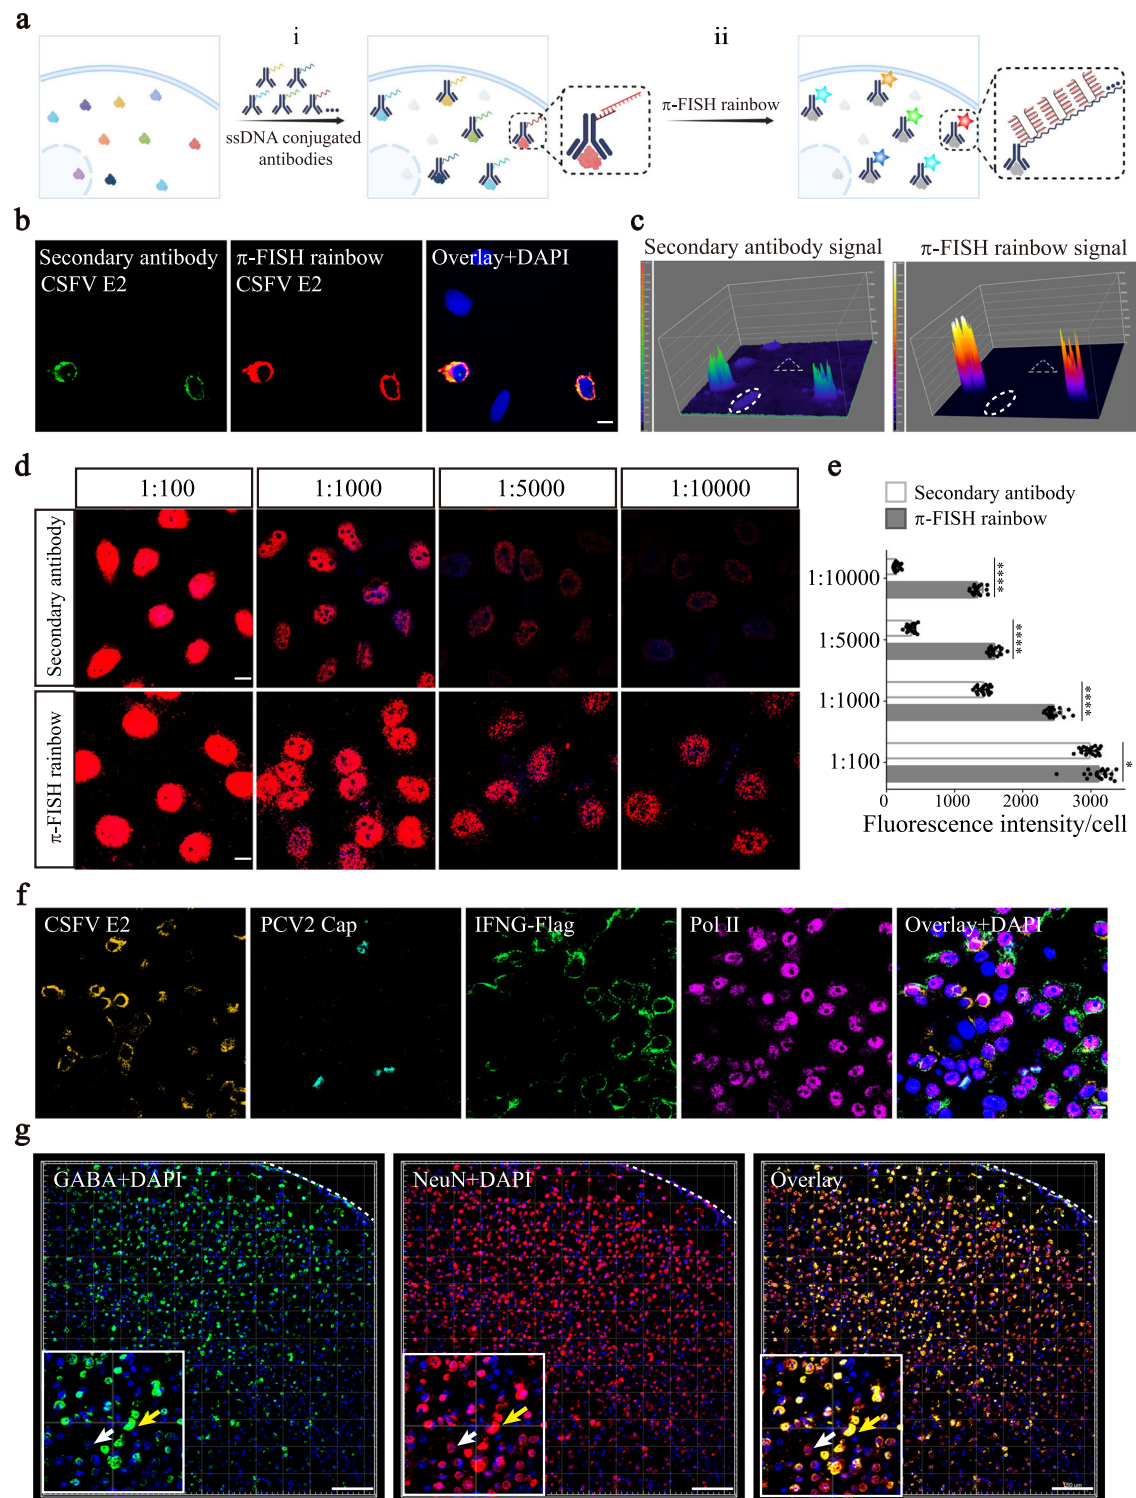 a
i
ii
ssDNA conjugated
antibodies
π-FISH rainbow
b
Secondary antibody
CSFV E2
π-FISH rainbow
CSFV E2
Overlay+DAPI
c
Secondary antibody signal
π-FISH rainbow signal
d
1:100
1:1000
1:5000
1:10000
Secondary antibody
π-FISH rainbow
e
Secondary antibody
π-FISH rainbow
1:10000
****
1:5000
****
1:1000
****
1:100
*
0
1000
2000
3000
Fluorescence intensity/cell
f
CSFV E2
PCV2 Cap
IFNG-Flag
Pol II
Overlay+DAPI
g
GABA+DAPI
NeuN+DAPI
Overlay